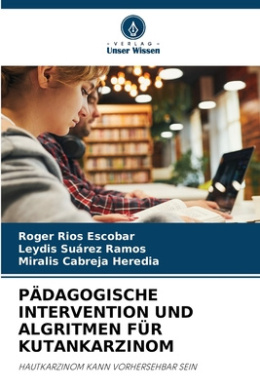 VERLAG
Unser Wissen
Roger Rios Escobar
Leydis Suárez Ramos
Miralis Cabreja Heredia
PÄDAGOGISCHE
INTERVENTION UND
ALGRITMEN FÜR
KUTANKARZINOM
HAUTKARZINOM KANN VORHERSEHBAR SEIN